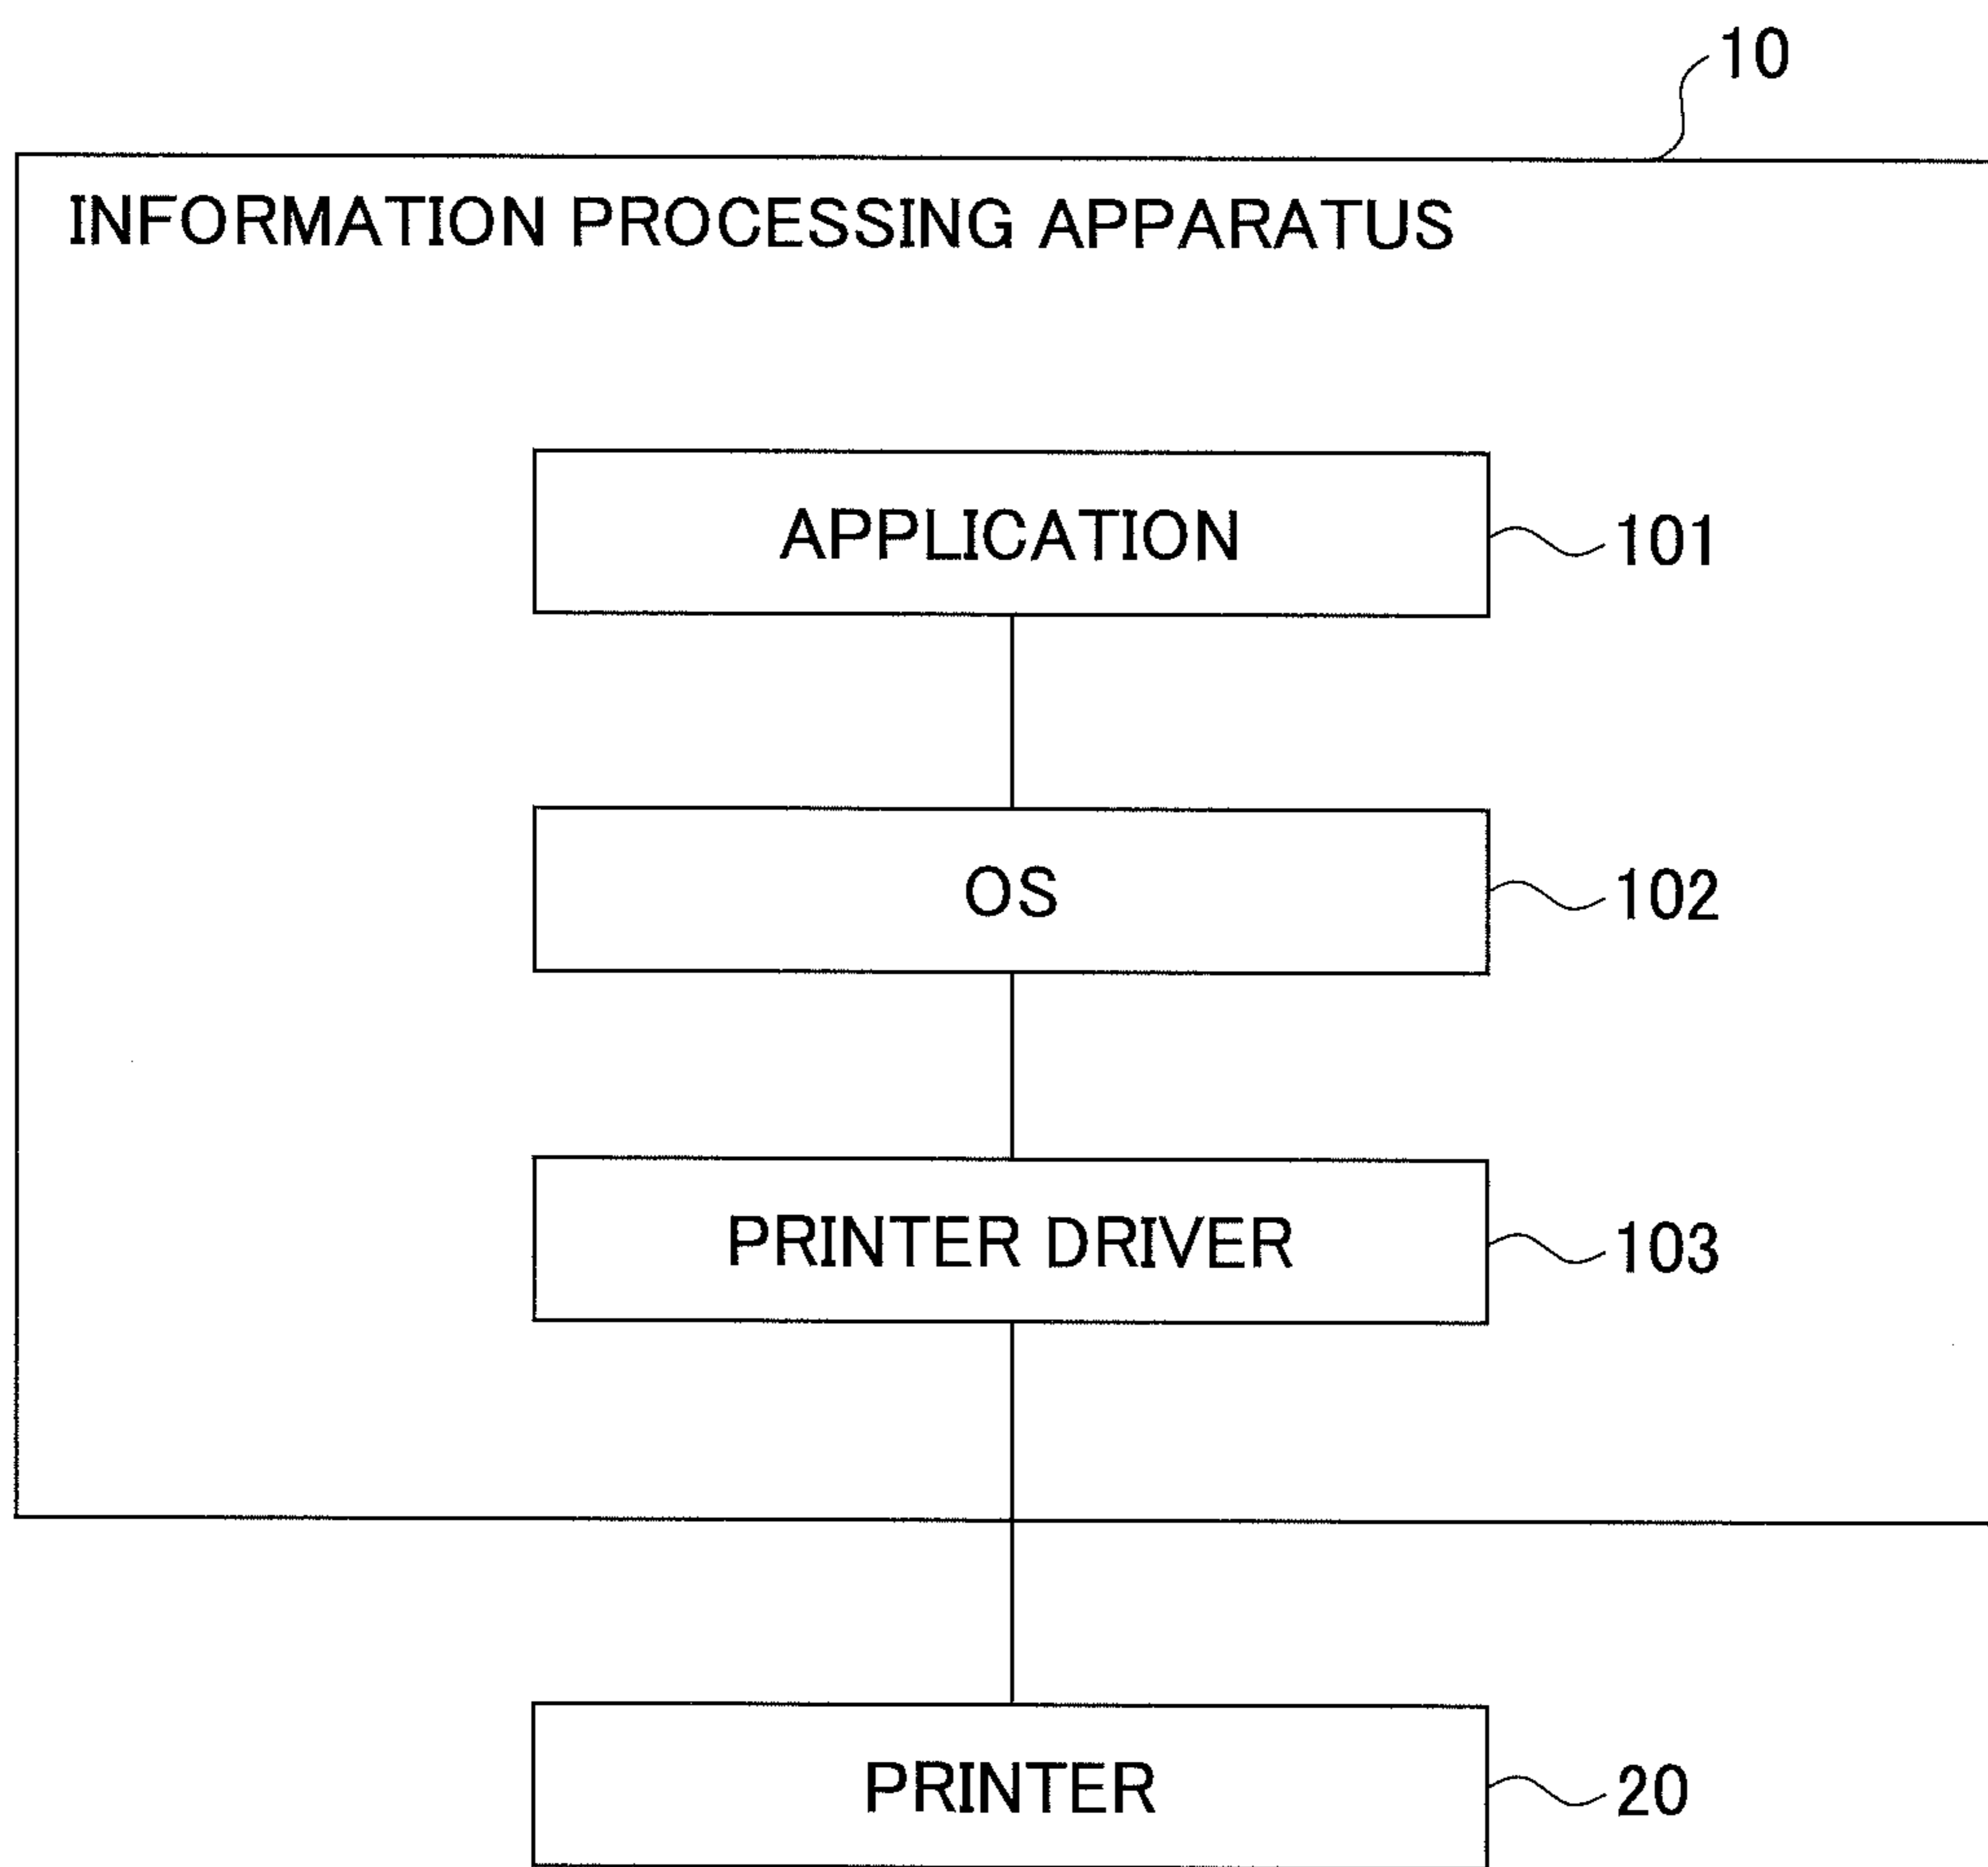 10
INFORMATION PROCESSING APPARATUS
APPLICATION
101
OS
102
PRINTER DRIVER
103
PRINTER
20